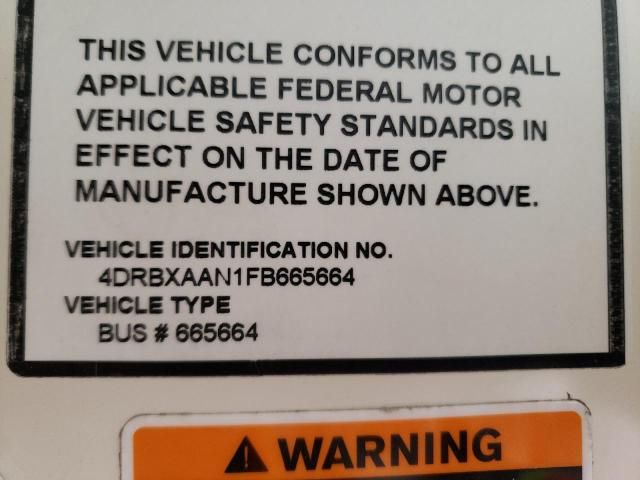 THIS VEHICLE CONFORMS TO ALL
APPLICABLE FEDERAL MOTOR
VEHICLE SAFETY STANDARDS IN
EFFECT ON THE DATE OF
MANUFACTURE SHOWN ABOVE.
VEHICLE IDENTIFICATION NO.
4DRBXAAN1FB665664
VEHICLE TYPE
BUS # 665664
WARNING